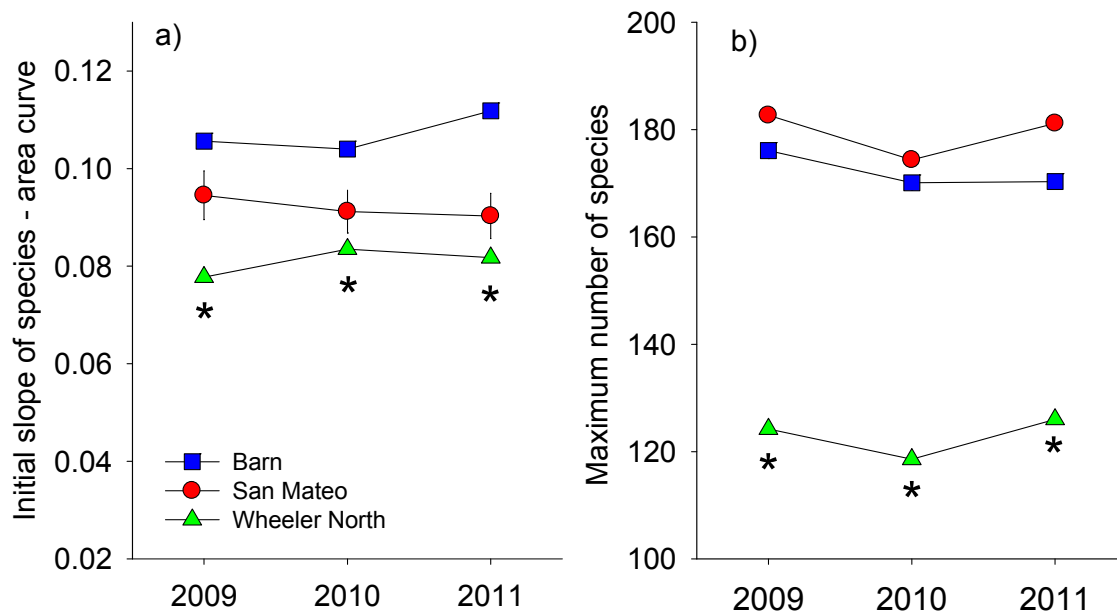 a)
Initial slope of species - area curve
0.12
0.10
0.08
0.06
0.04
0.02
*
*
*
Barn
San Mateo
Wheeler North
2009 2010 2011
b)
Maximum number of species
200
180
160
140
120
100
*
*
*
2009 2010 2011